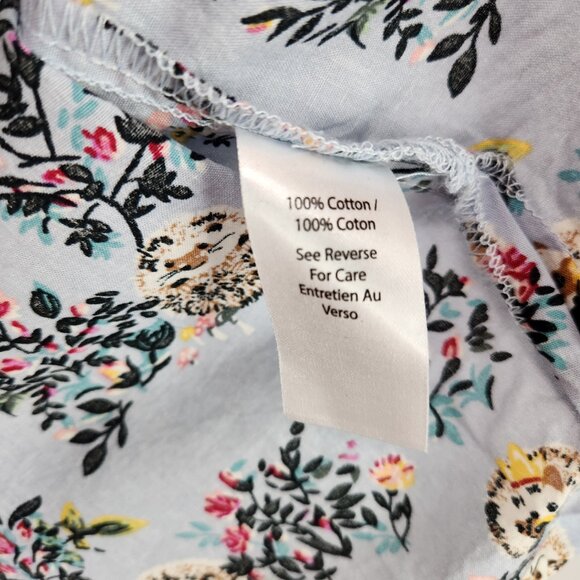 100% Cotton /
100% Coton
See Reverse
For Care
Entretien Au
Verso